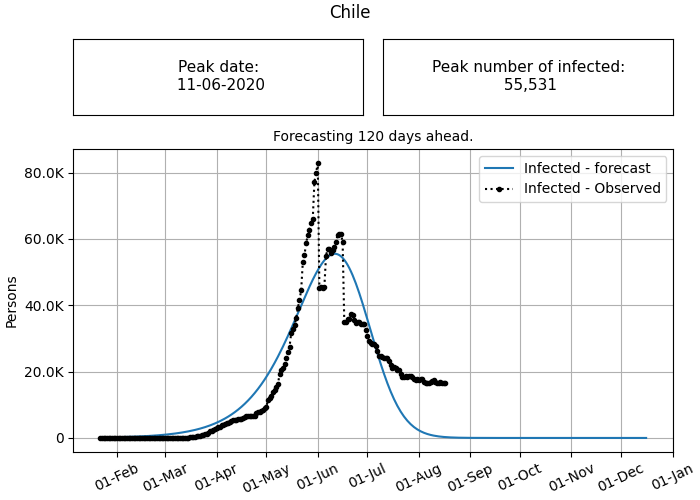 Chile
Peak date:
11-06-2020
Peak number of infected:
55,531
Forecasting 120 days ahead.
Infected - forecast
Infected - Observed
80.0K
60.0K
40.0K
20.0K
0
Persons
01-Feb
01-Mar
01-Apr
01-May
01-Jun
01-Jul
01-Aug
01-Sep
01-Oct
01-Nov
01-Dec
01-Jan